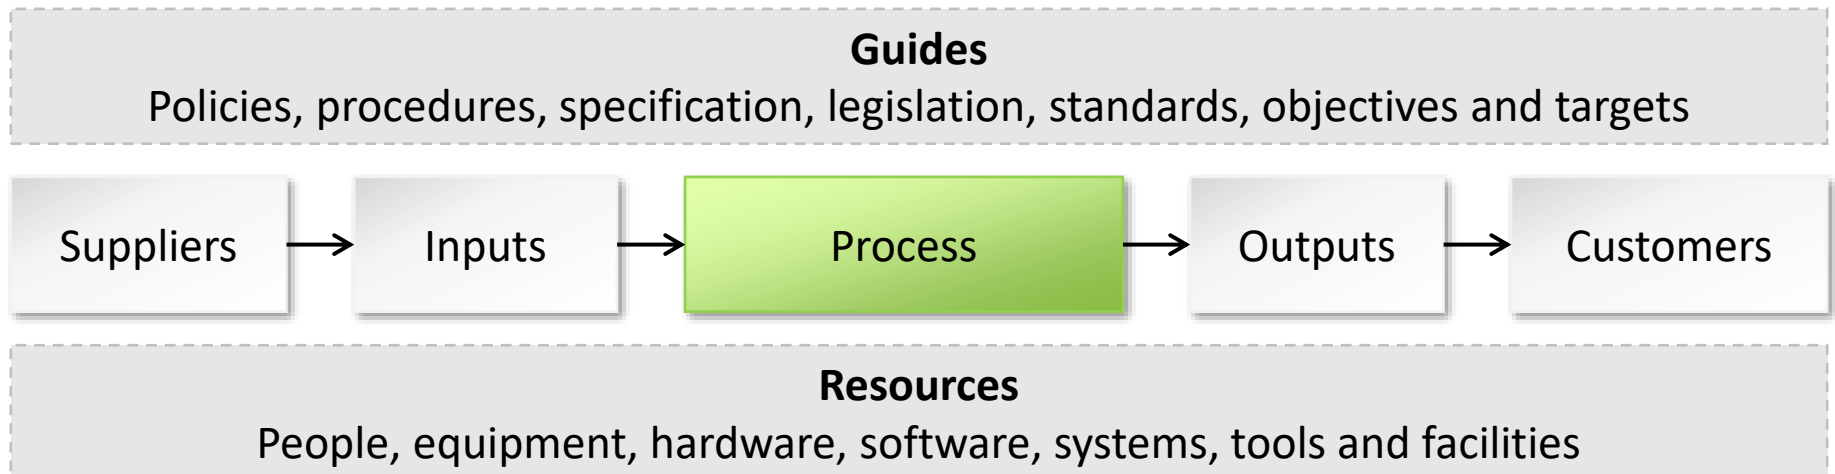 Guides
Policies, procedures, specification, legislation, standards, objectives and targets
Suppliers
Inputs
Process
Outputs
Customers
Resources
People, equipment, hardware, software, systems, tools and facilities